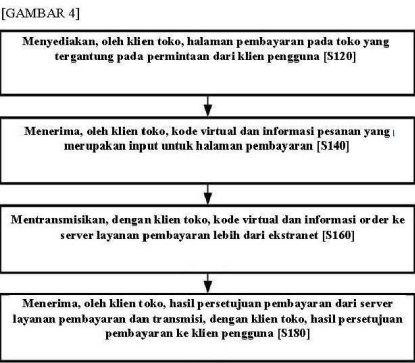 [GAMBAR 4]
Menyediakan, oleh klien toko, halaman pembayaran pada toko yang
tergantung pada permintaan dari klien pengguna [S120]
Menerima, oleh klien toko, kode virtual dan informasi pesanan yang
merupakan input untuk halaman pembayaran [S140]
Mentransmisikan, dengan klien toko, kode virtual dan informasi order ke
server layanan pembayaran lebih dari ekstranet [S160]
Menerima, oleh klien toko, hasil persetujuan pembayaran dari server
layanan pembayaran dan transmisi, dengan klien toko, hasil persetujuan
pembayaran ke klien pengguna [S180]